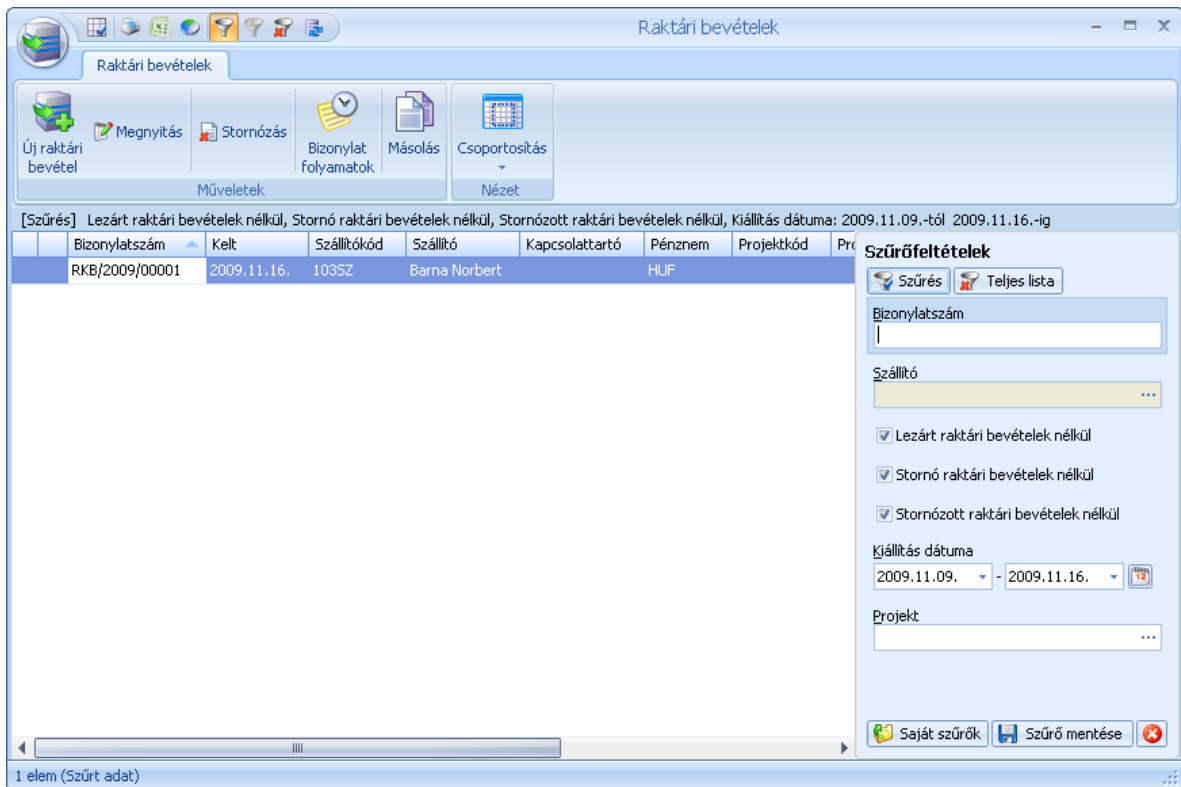 Raktári bevételek
Raktári bevételek
Új raktári bevétel
Megnyitás
Stornózás
Bizonylat folyamatok
Másolás
Csoportosítás
Műveletek
Nézet
[Szűrés] Lezárt raktári bevételek nélkül, Stornó raktári bevételek nélkül, Stornózott raktári bevételek nélkül, Kiállítás dátuma: 2009.11.09.-tól 2009.11.16.-ig
Bizonylatszám Kelt Szállítókód Szállító Kapcsolattartó Pénznem Projektkód
RKB/2009/00001 2009.11.16. 103SZ Barna Norbert HUF
Szűrőfeltételek
Szűrés Teljes lista
Bizonylatszám
Szállító
...
Lezárt raktári bevételek nélkül
Stornó raktári bevételek nélkül
Stornózott raktári bevételek nélkül
Kiállítás dátuma
2009.11.09. - 2009.11.16. 12
Projekt
...
Saját szűrők Szűrő mentése
1 elem (Szűrt adat)